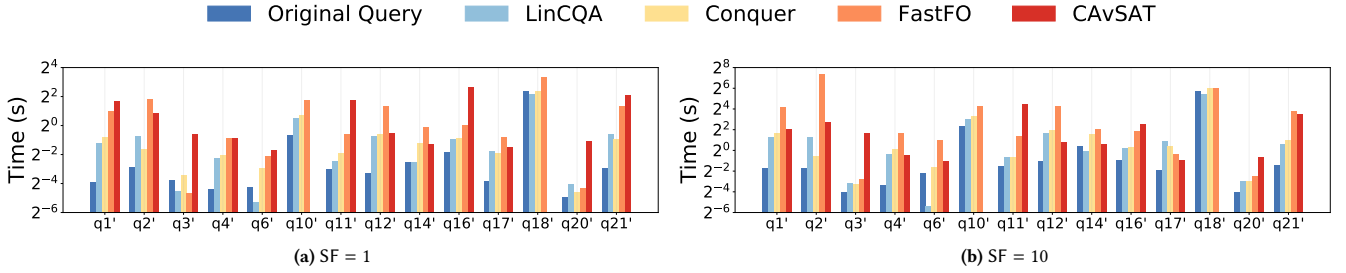 Original Query LinCQA Conquer FastFO CAvSAT
Time (s)
2^4
2^2
2^0
2^-2
2^-4
2^-6
q1' q2' q3' q4' q6' q10' q11' q12' q14' q16' q17' q18' q20' q21'
(a) SF = 1
Time (s)
2^8
2^6
2^4
2^2
2^0
2^-2
2^-4
2^-6
q1' q2' q3' q4' q6' q10' q11' q12' q14' q16' q17' q18' q20' q21'
(b) SF = 10